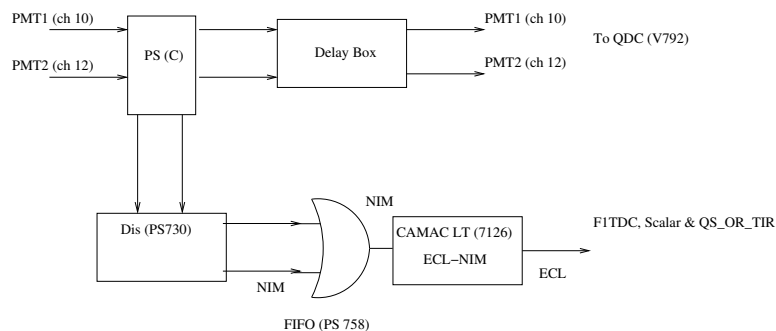 PMT1 (ch 10)
PMT2 (ch 12)
PS (C)
Delay Box
PMT1 (ch 10)
PMT2 (ch 12)
To QDC (V792)
Dis (PS730)
NIM
NIM
FIFO (PS 758)
CAMAC LT (7126)
ECL−NIM
ECL
F1TDC, Scalar & QS_OR_TIR